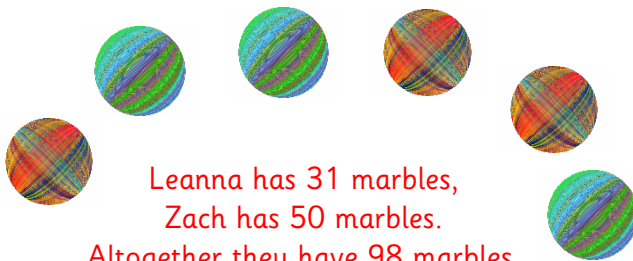 Leanna has 31 marbles,
Zach has 50 marbles.
Altogether they have 98 marbles